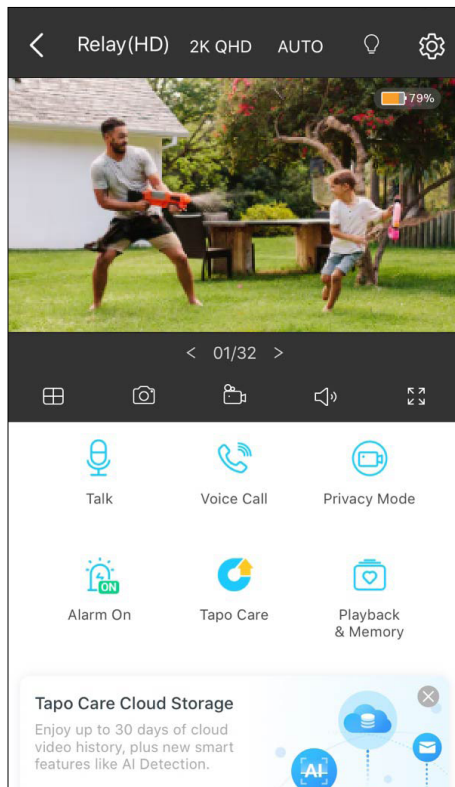 Relay(HD) 2K QHD AUTO
79%
< 01/32 >
Talk Voice Call Privacy Mode
ON
Alarm On Tapo Care Playback
& Memory
Tapo Care Cloud Storage
Enjoy up to 30 days of cloud
video history, plus new smart
features like AI Detection.
AI